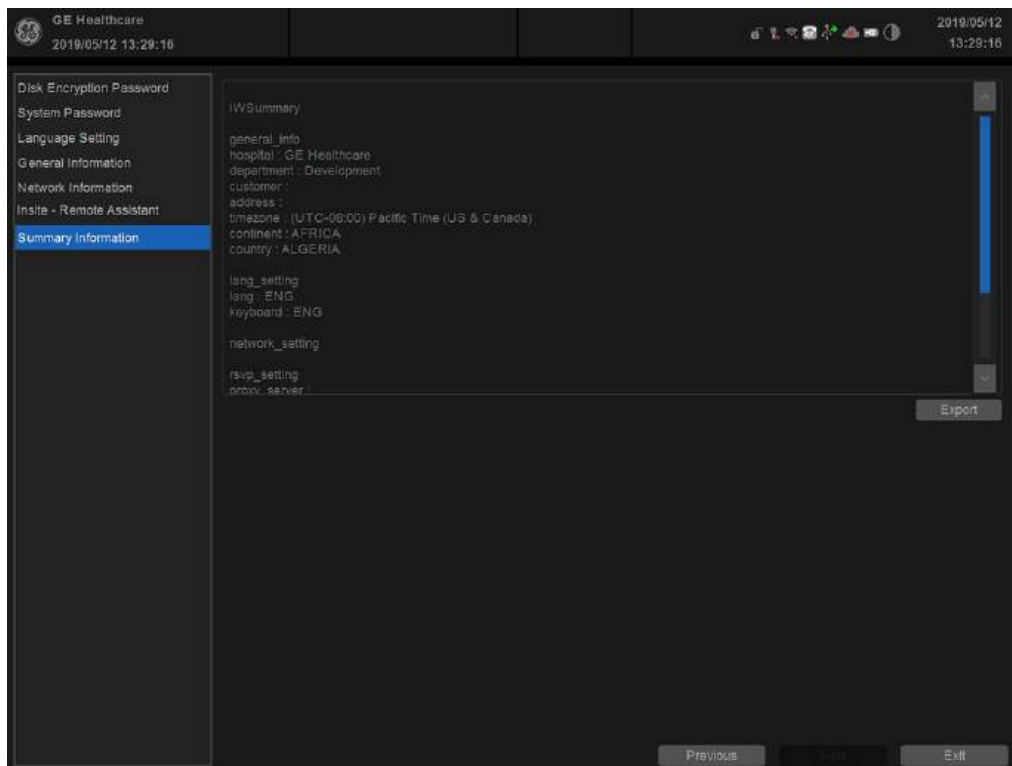 GE Healthcare
2019/05/12 13:29:16
2019/05/12
13:29:16
Disk Encryption Password
System Password
Language Setting
General Information
Network Information
Insite - Remote Assistant
Summary Information
IWSummary
general_info
hospital : GE Healthcare
department : Development
customer :
address :
timezone : (UTC-08:00) Pacific Time (US & Canada)
continent : AFRICA
country : ALGERIA
lang_setting
lang : ENG
keyboard : ENG
network_setting
rsvp_setting
proxy_server :
Export
Previous
Exit